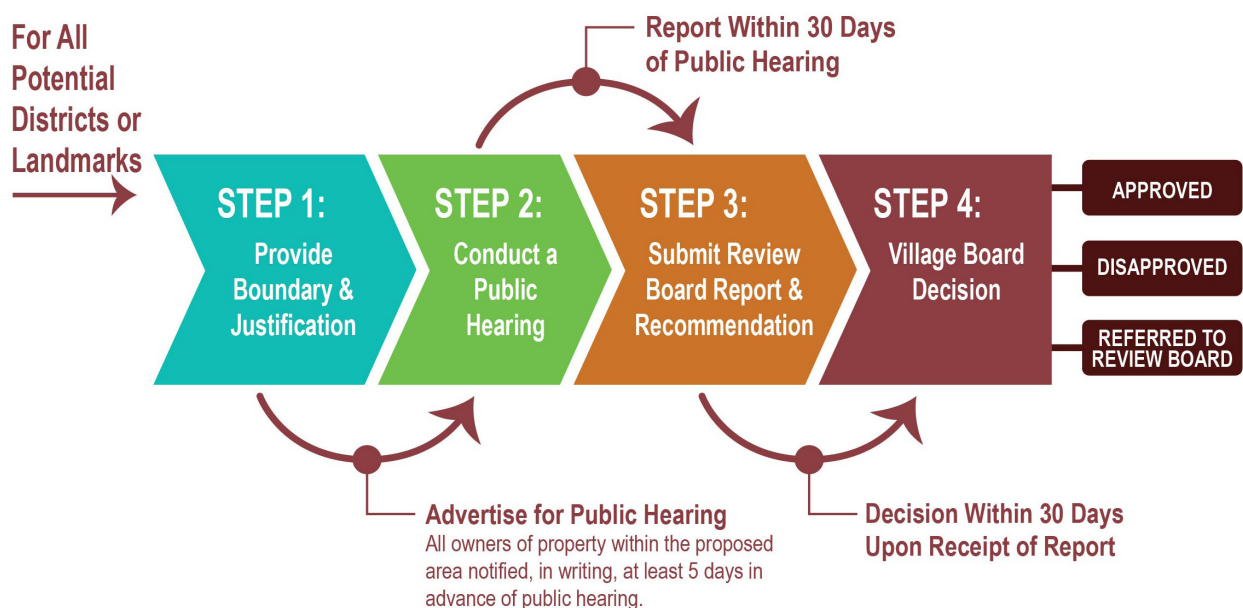 For All
Potential
Districts or
Landmarks
Report Within 30 Days
of Public Hearing
STEP 1:
Provide
Boundary &
Justification
STEP 2:
Conduct a
Public
Hearing
STEP 3:
Submit Review
Board Report &
Recommendation
STEP 4:
Village Board
Decision
APPROVED
DISAPPROVED
REFERRED TO
REVIEW BOARD
Advertise for Public Hearing
All owners of property within the proposed
area notified, in writing, at least 5 days in
advance of public hearing.
Decision Within 30 Days
Upon Receipt of Report